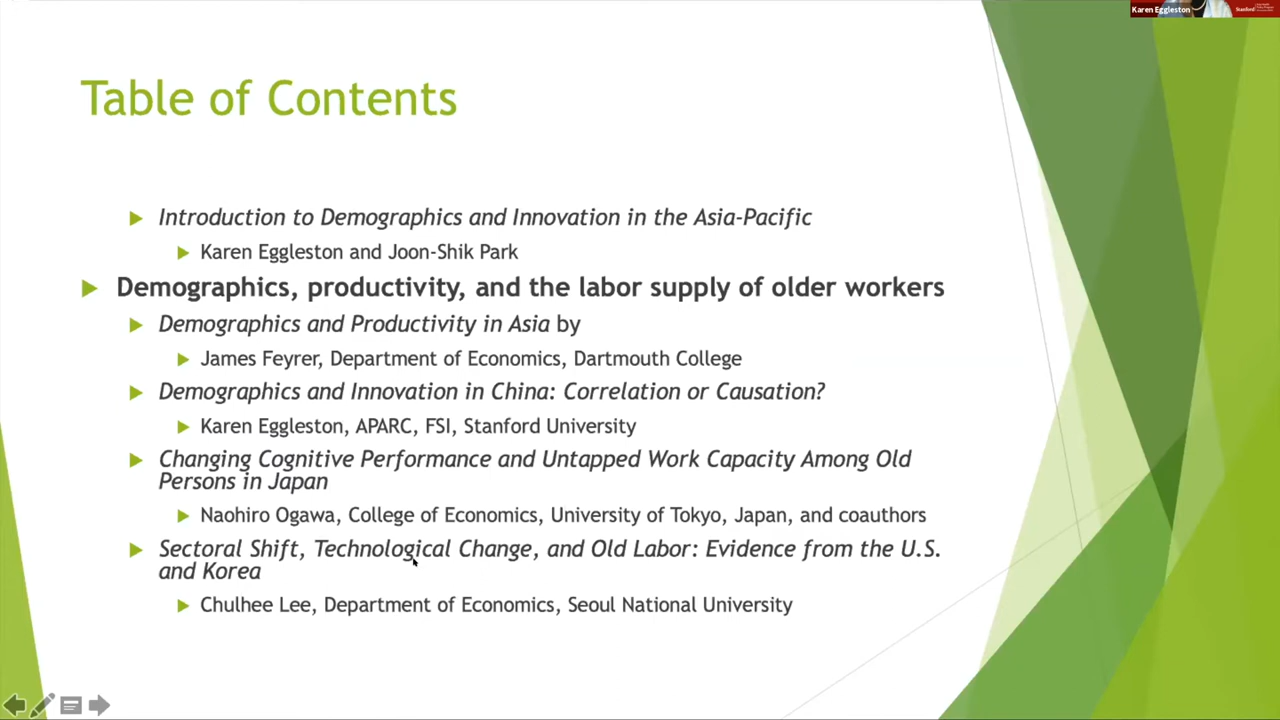 Karen Eggleston
Stanford
Table of Contents
Introduction to Demographics and Innovation in the Asia-Pacific
Karen Eggleston and Joon-Shik Park
Demographics, productivity, and the labor supply of older workers
Demographics and Productivity in Asia by
James Feyrer, Department of Economics, Dartmouth College
Demographics and Innovation in China: Correlation or Causation?
Karen Eggleston, APARC, FSI, Stanford University
Changing Cognitive Performance and Untapped Work Capacity Among Old
Persons in Japan
Naohiro Ogawa, College of Economics, University of Tokyo, Japan, and coauthors
Sectoral Shift, Technological Change, and Old Labor: Evidence from the U.S.
and Korea
Chulhee Lee, Department of Economics, Seoul National University